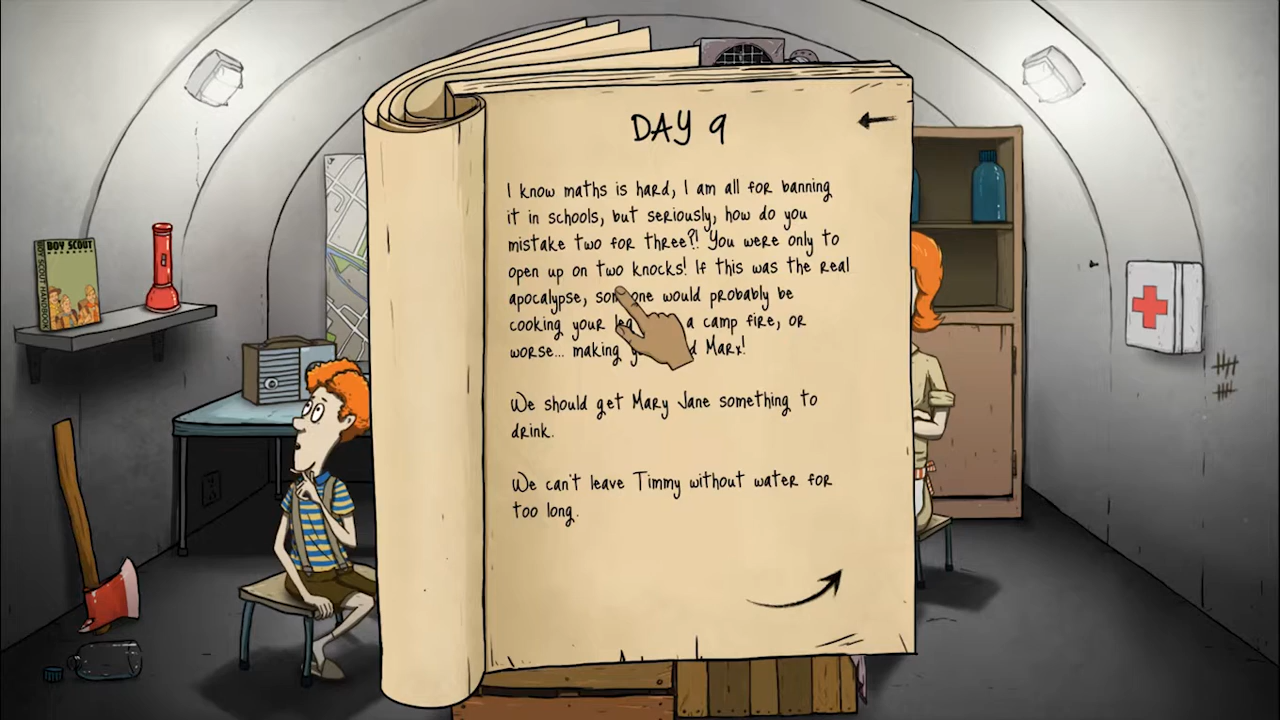 DAY 9
I know maths is hard, I am all for banning
it in schools, but seriously, how do you
mistake two for three?! You were only to
open up on two knocks! If this was the real
apocalypse, someone would probably be
cooking your a camp fire, or
worse... making Marx!
We should get Mary Jane something to
drink.
We can't leave Timmy without water for
too long.
BOY SCOUT
BOY SCOUT HANDBOOK